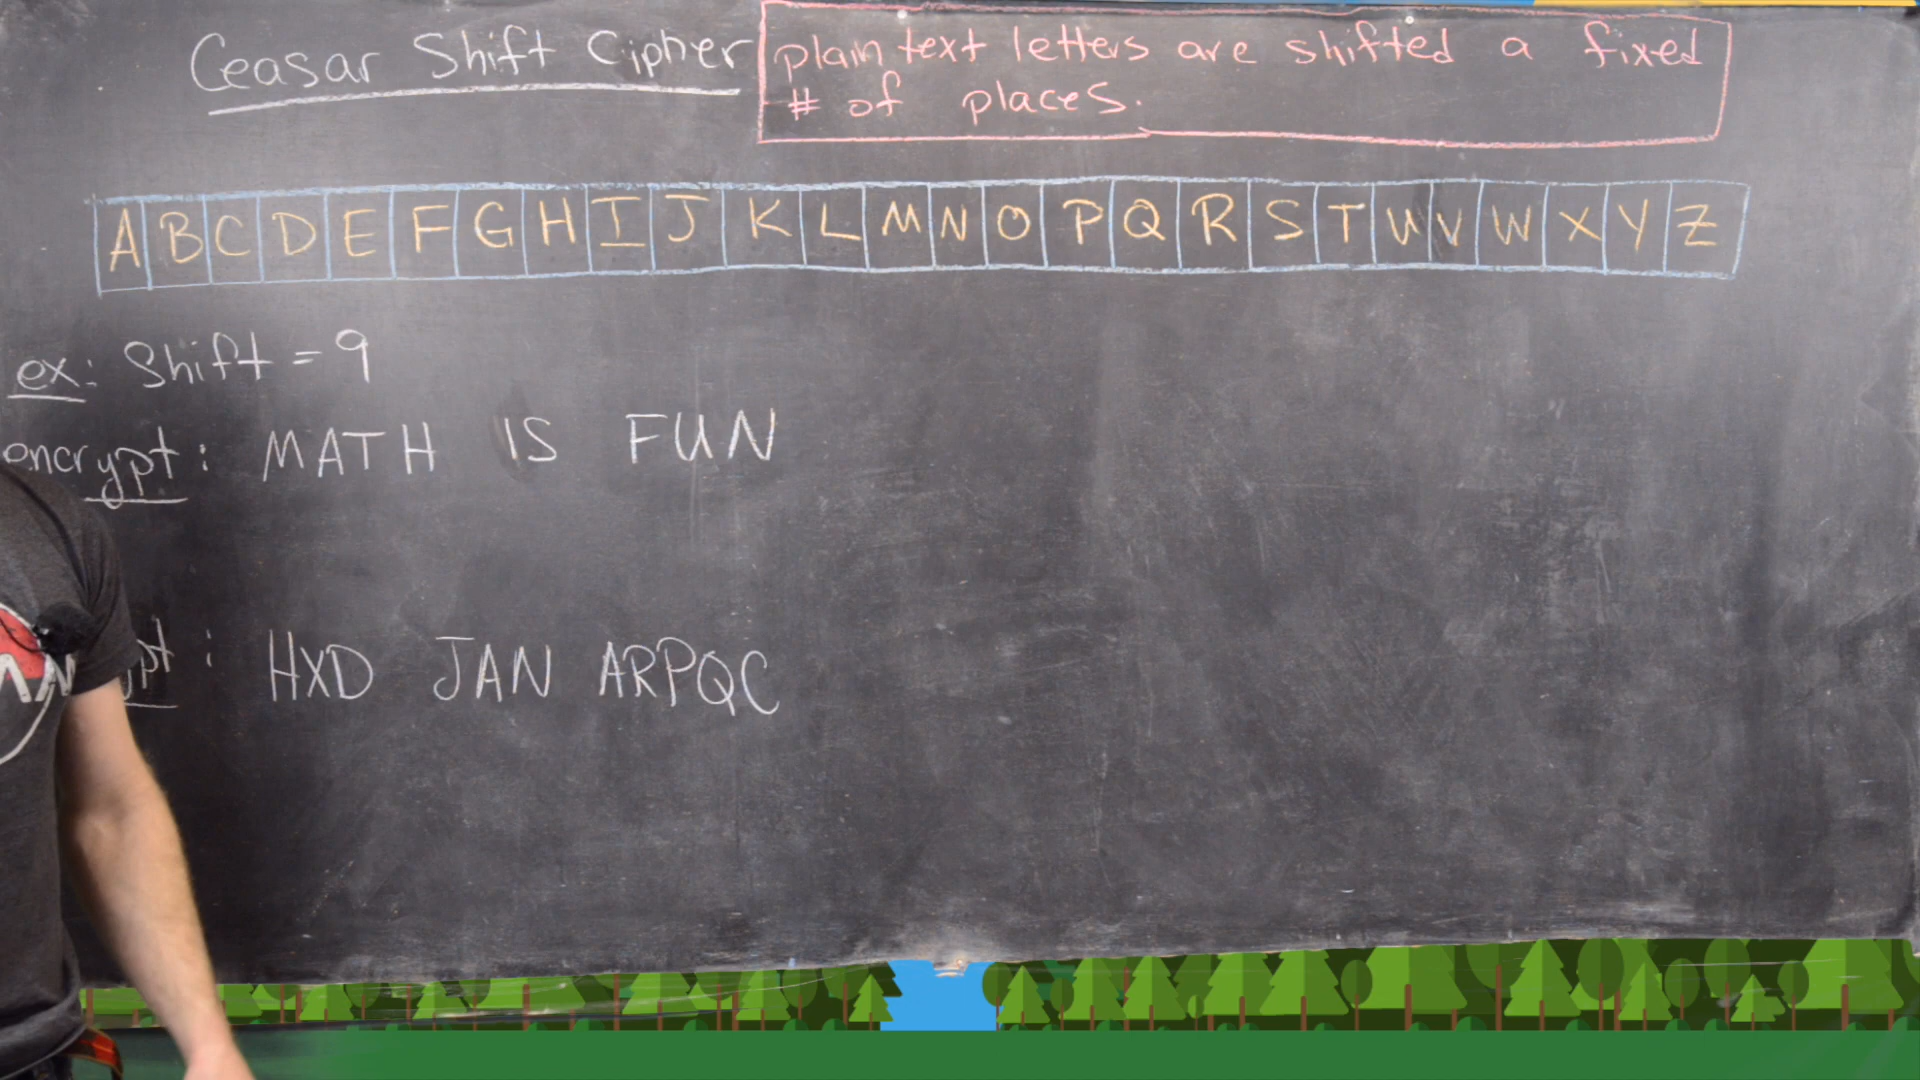 Ceasar Shift Cipher
plain text letters are shifted a fixed
# of places.
A B C D E F G H I J K L M N O P Q R S T U V W X Y Z
ex: Shift = 9
encrypt: MATH IS FUN
HXD JAN ARPQC